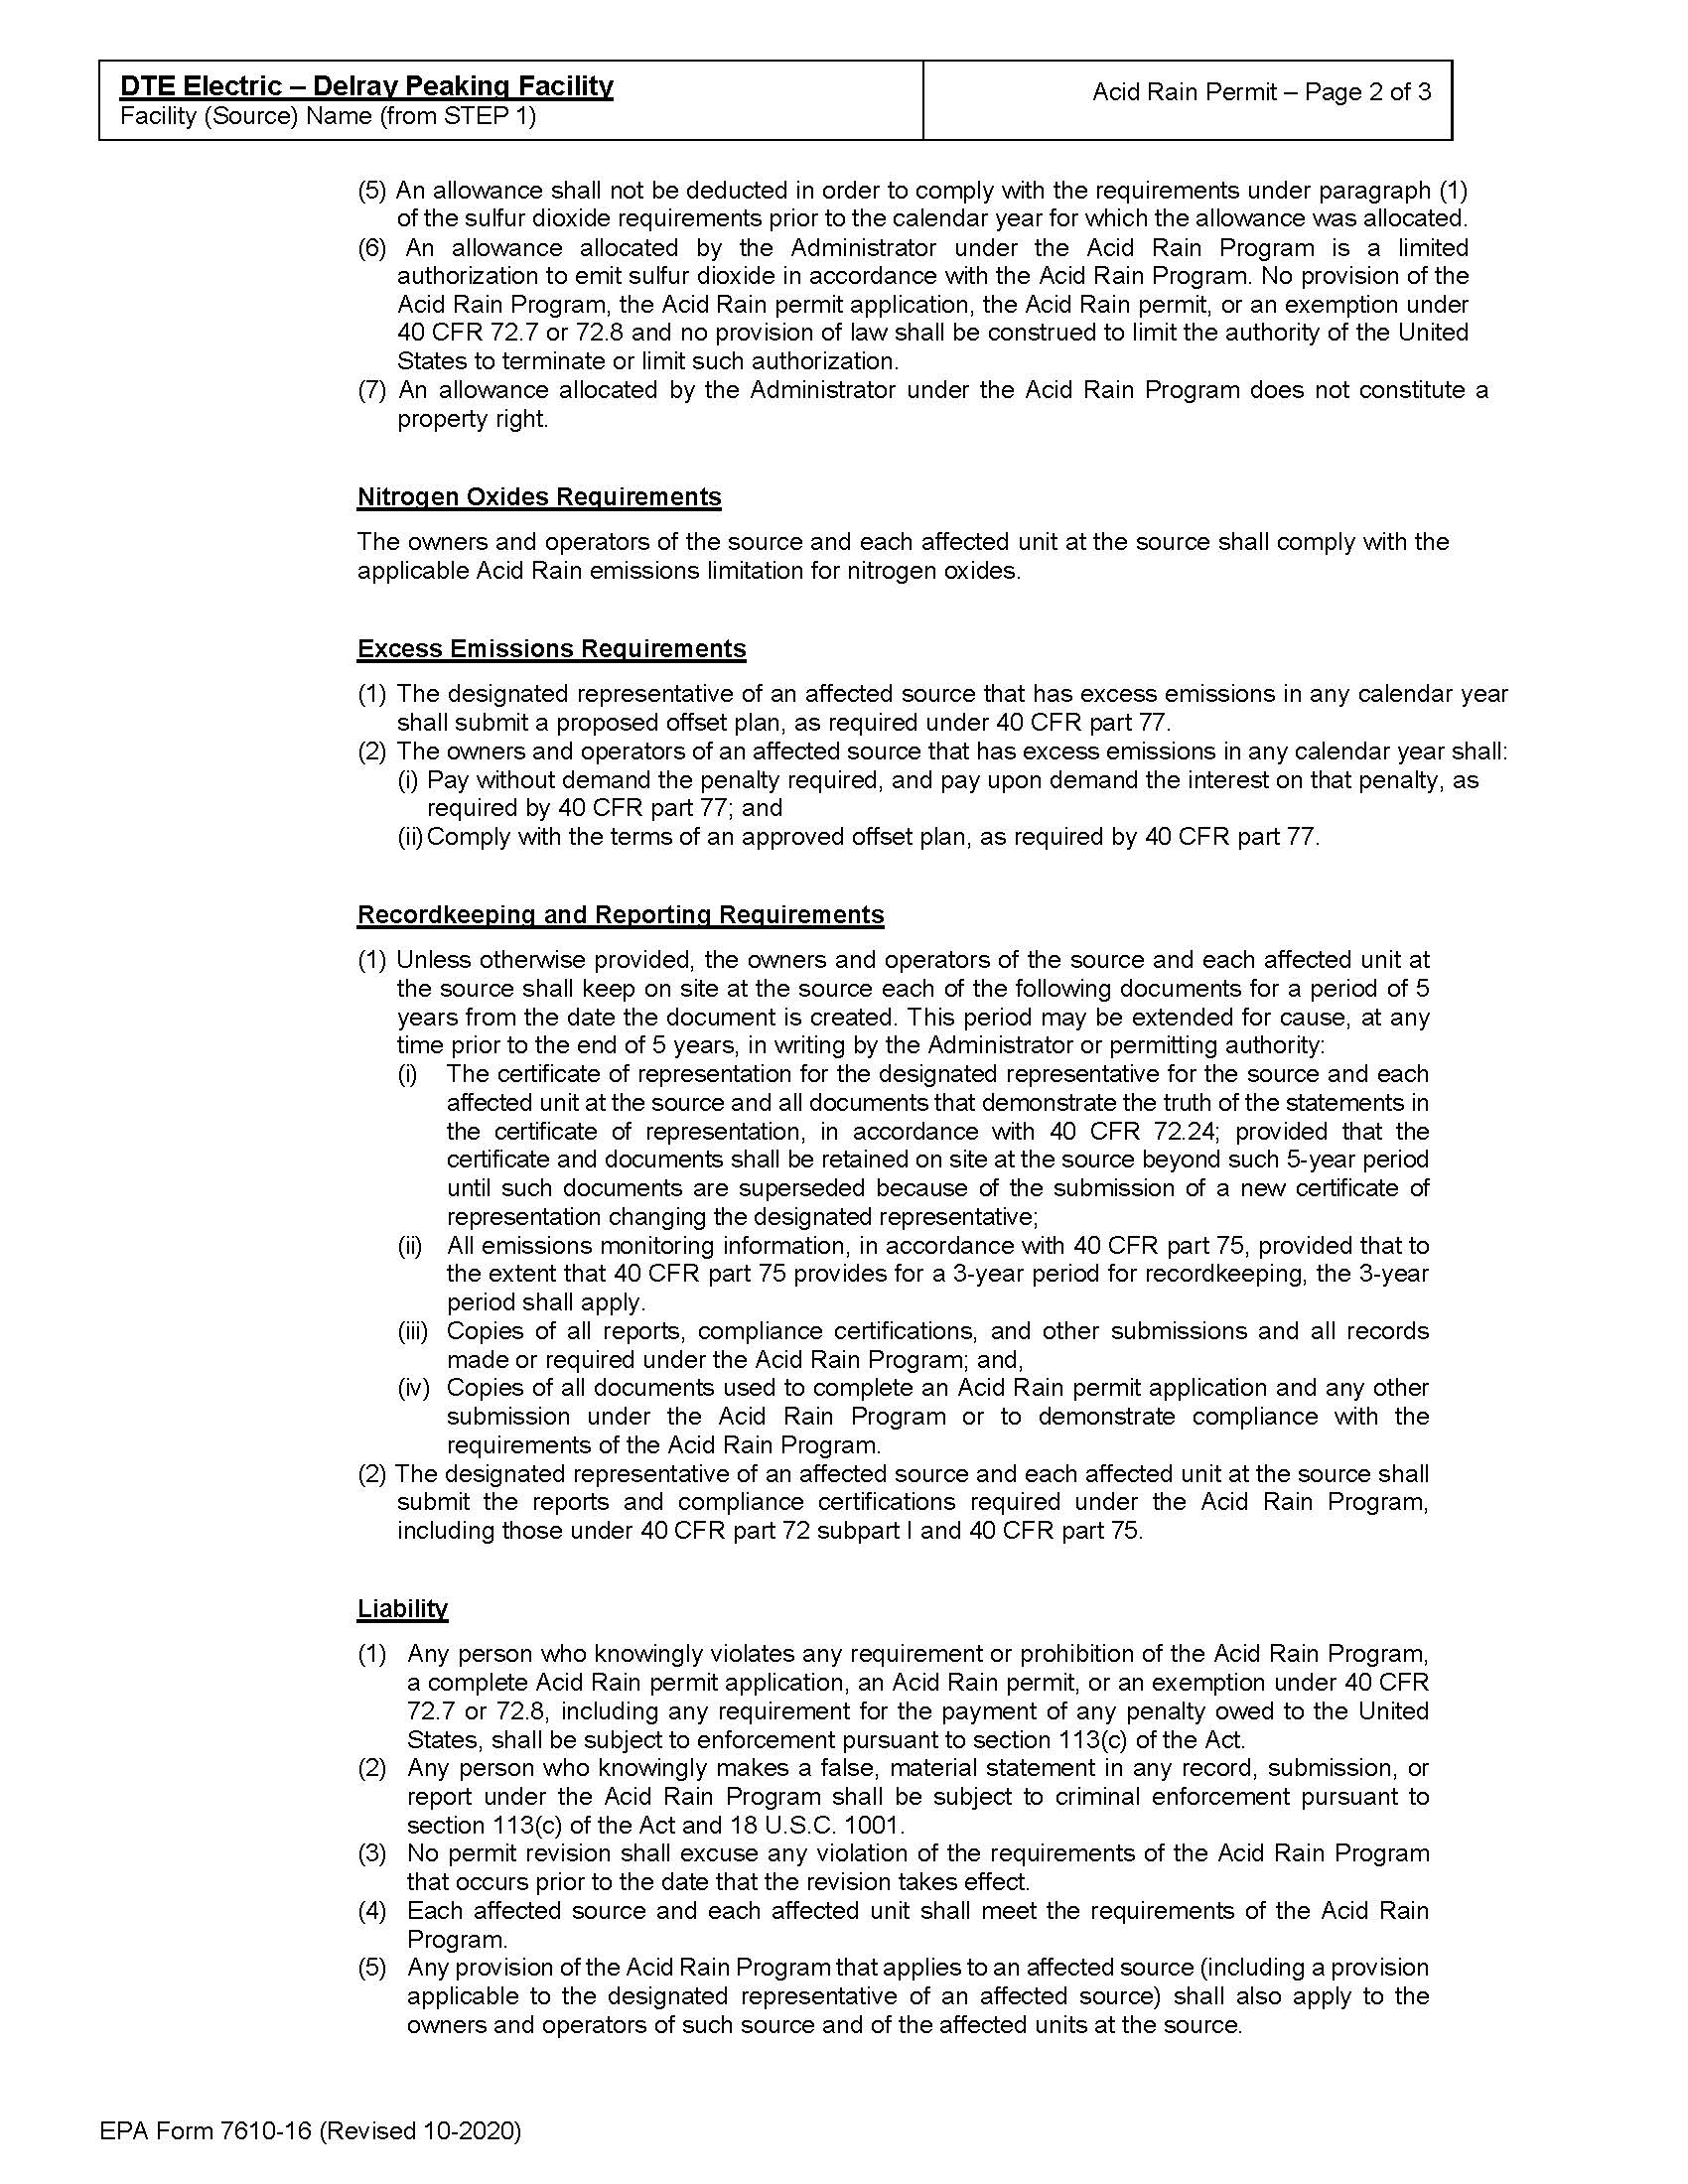 DTE Electric – Delray Peaking Facility
Facility (Source) Name (from STEP 1)
Acid Rain Permit – Page 2 of 3
(5) An allowance shall not be deducted in order to comply with the requirements under paragraph (1)
of the sulfur dioxide requirements prior to the calendar year for which the allowance was allocated.
(6) An allowance allocated by the Administrator under the Acid Rain Program is a limited
authorization to emit sulfur dioxide in accordance with the Acid Rain Program. No provision of the
Acid Rain Program, the Acid Rain permit application, the Acid Rain permit, or an exemption under
40 CFR 72.7 or 72.8 and no provision of law shall be construed to limit the authority of the United
States to terminate or limit such authorization.
(7) An allowance allocated by the Administrator under the Acid Rain Program does not constitute a
property right.
Nitrogen Oxides Requirements
The owners and operators of the source and each affected unit at the source shall comply with the
applicable Acid Rain emissions limitation for nitrogen oxides.
Excess Emissions Requirements
(1) The designated representative of an affected source that has excess emissions in any calendar year
shall submit a proposed offset plan, as required under 40 CFR part 77.
(2) The owners and operators of an affected source that has excess emissions in any calendar year shall:
(i) Pay without demand the penalty required, and pay upon demand the interest on that penalty, as
required by 40 CFR part 77; and
(ii) Comply with the terms of an approved offset plan, as required by 40 CFR part 77.
Recordkeeping and Reporting Requirements
(1) Unless otherwise provided, the owners and operators of the source and each affected unit at
the source shall keep on site at the source each of the following documents for a period of 5
years from the date the document is created. This period may be extended for cause, at any
time prior to the end of 5 years, in writing by the Administrator or permitting authority:
(i) The certificate of representation for the designated representative for the source and each
affected unit at the source and all documents that demonstrate the truth of the statements in
the certificate of representation, in accordance with 40 CFR 72.24; provided that the
certificate and documents shall be retained on site at the source beyond such 5-year period
until such documents are superseded because of the submission of a new certificate of
representation changing the designated representative;
(ii) All emissions monitoring information, in accordance with 40 CFR part 75, provided that to
the extent that 40 CFR part 75 provides for a 3-year period for recordkeeping, the 3-year
period shall apply.
(iii) Copies of all reports, compliance certifications, and other submissions and all records
made or required under the Acid Rain Program; and,
(iv) Copies of all documents used to complete an Acid Rain permit application and any other
submission under the Acid Rain Program or to demonstrate compliance with the
requirements of the Acid Rain Program.
(2) The designated representative of an affected source and each affected unit at the source shall
submit the reports and compliance certifications required under the Acid Rain Program,
including those under 40 CFR part 72 subpart I and 40 CFR part 75.
Liability
(1) Any person who knowingly violates any requirement or prohibition of the Acid Rain Program,
a complete Acid Rain permit application, an Acid Rain permit, or an exemption under 40 CFR
72.7 or 72.8, including any requirement for the payment of any penalty owed to the United
States, shall be subject to enforcement pursuant to section 113(c) of the Act.
(2) Any person who knowingly makes a false, material statement in any record, submission, or
report under the Acid Rain Program shall be subject to criminal enforcement pursuant to
section 113(c) of the Act and 18 U.S.C. 1001.
(3) No permit revision shall excuse any violation of the requirements of the Acid Rain Program
that occurs prior to the date that the revision takes effect.
(4) Each affected source and each affected unit shall meet the requirements of the Acid Rain
Program.
(5) Any provision of the Acid Rain Program that applies to an affected source (including a provision
applicable to the designated representative of an affected source) shall also apply to the
owners and operators of such source and of the affected units at the source.
EPA Form 7610-16 (Revised 10-2020)